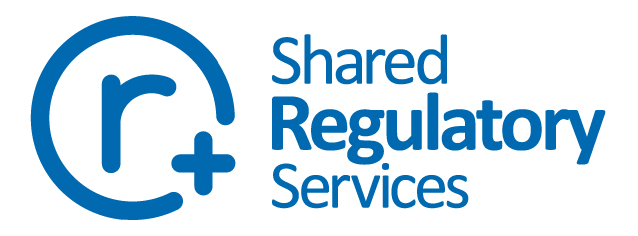 r+
Shared
Regulatory
Services